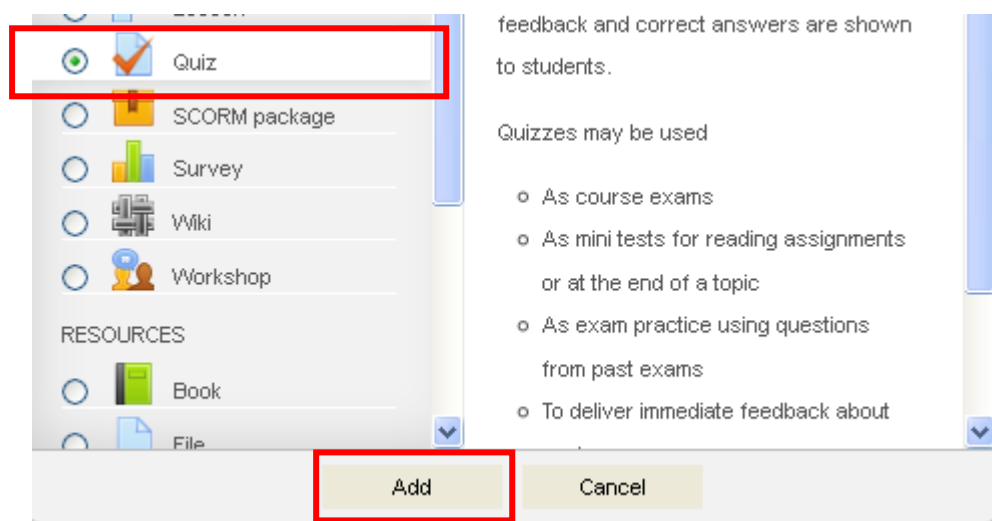 Quiz
SCORM package
Survey
Wiki
Workshop
RESOURCES
Book
File
feedback and correct answers are shown
to students.
Quizzes may be used
As course exams
As mini tests for reading assignments
or at the end of a topic
As exam practice using questions
from past exams
To deliver immediate feedback about
Add
Cancel